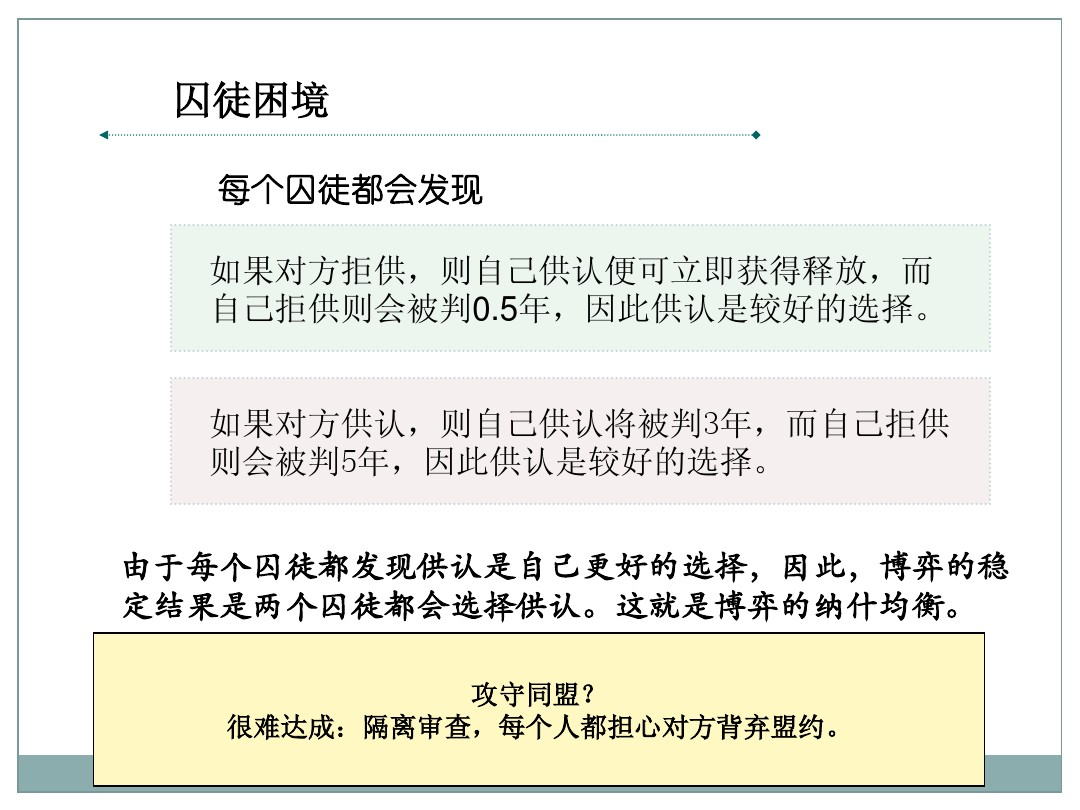 囚徒困境
每个囚徒都会发现
如果对方拒供，则自己供认便可立即获得释放，而
自己拒供则会被判0.5年，因此供认是较好的选择。
如果对方供认，则自己供认将被判3年，而自己拒供
则会被判5年，因此供认是较好的选择。
由于每个囚徒都发现供认是自己更好的选择，因此，博弈的稳
定结果是两个囚徒都会选择供认。这就是博弈的纳什均衡。
攻守同盟？
很难达成：隔离审查，每个人都担心对方背弃盟约。